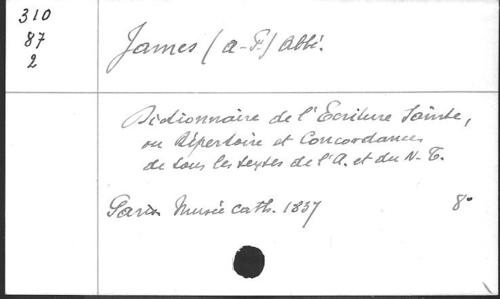 310
87
2
James (A-F.) Abbé.
Dictionnaire de l'Ecriture Sainte,
ou Répertoire et Concordances
de tous les textes de l'A. et du N-T.
Paris Musée cath. 1837 8°